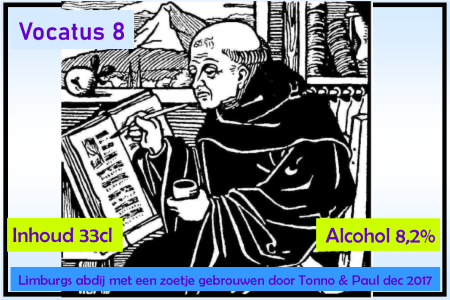 Vocatus 8
Inhoud 33cl
Alcohol 8,2%
Limburgs abdij met een zoetje gebrouwen door Tonno & Paul dec 2017